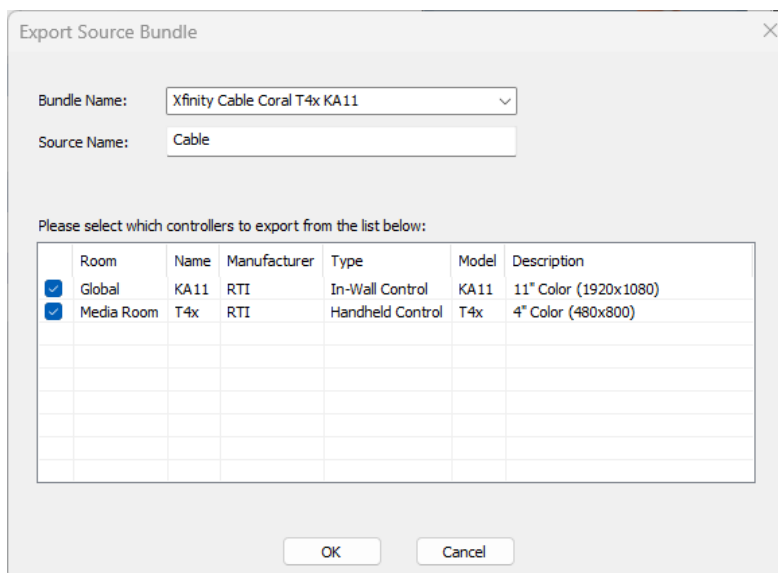 Export Source Bundle
Bundle Name: Xfinity Cable Coral T4x KA11
Source Name: Cable
Please select which controllers to export from the list below:
Room Name Manufacturer Type Model Description
Global KA11 RTI In-Wall Control KA11 11" Color (1920x1080)
Media Room T4x RTI Handheld Control T4x 4" Color (480x800)
OK Cancel